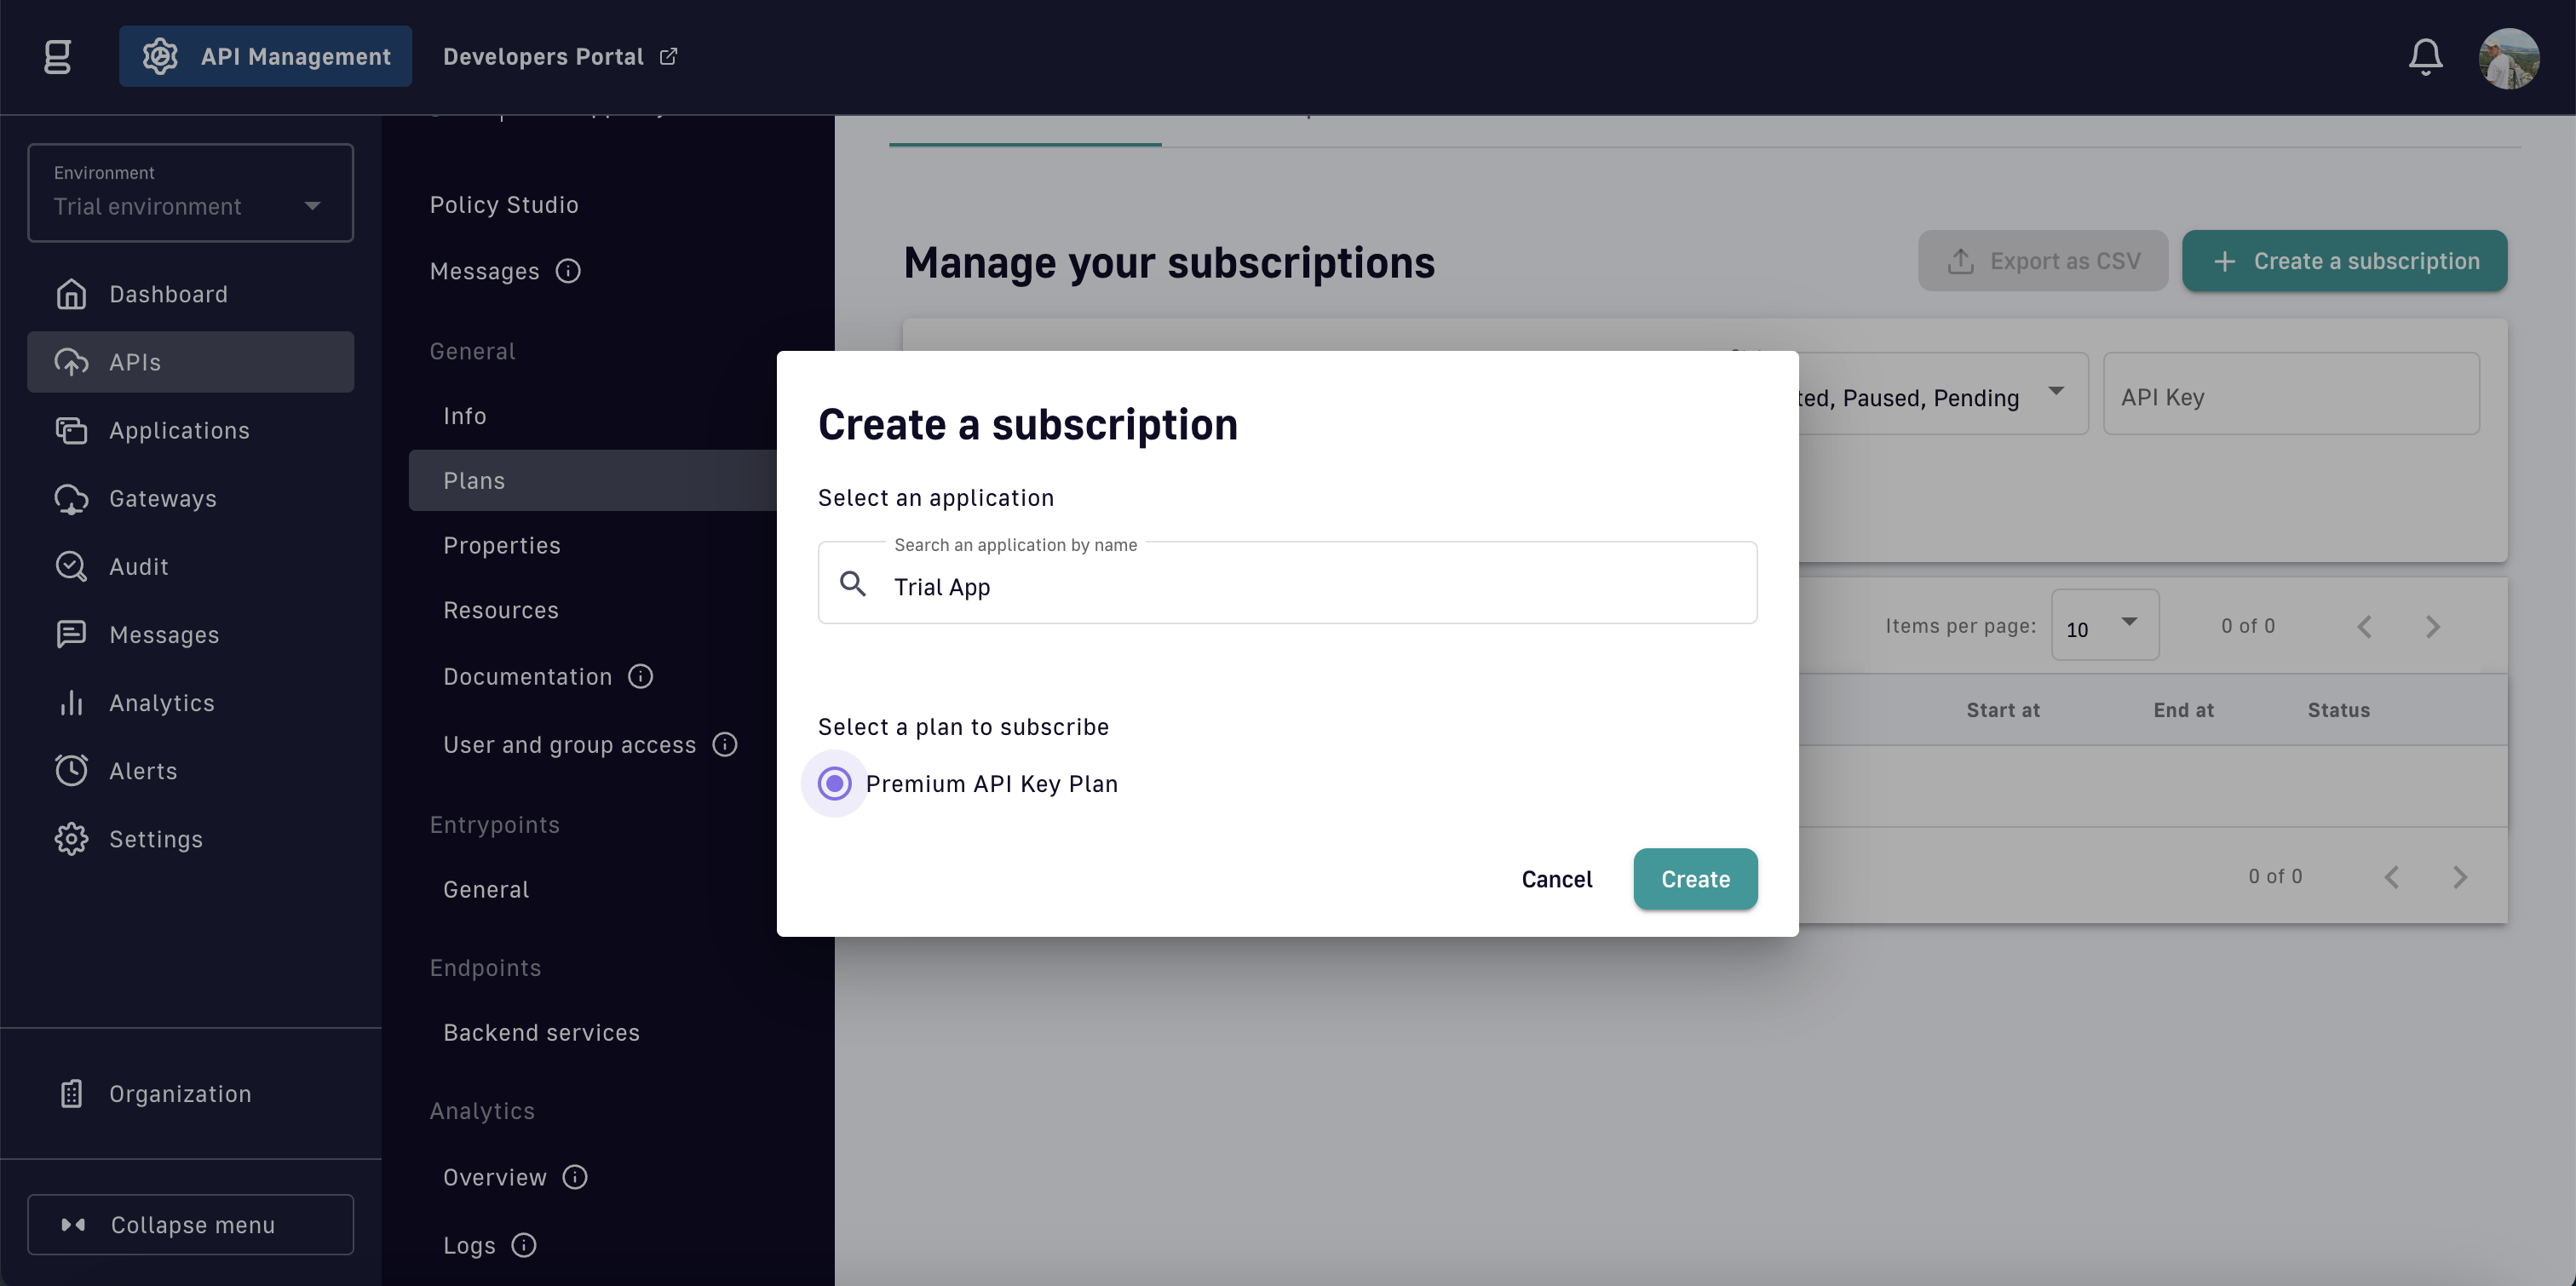 API Management
Developers Portal
Environment
Trial environment
Dashboard
APIs
Applications
Gateways
Audit
Messages
Analytics
Alerts
Settings
Organization
Collapse menu
Policy Studio
Messages
General
Info
Plans
Properties
Resources
Documentation
User and group access
Entrypoints
General
Endpoints
Backend services
Analytics
Overview
Logs
Manage your subscriptions
Export as CSV
Create a subscription
Paused, Pending
API Key
Items per page:
10
0 of 0
Start at
End at
Status
0 of 0
Create a subscription
Select an application
Search an application by name
Trial App
Select a plan to subscribe
Premium API Key Plan
Cancel
Create